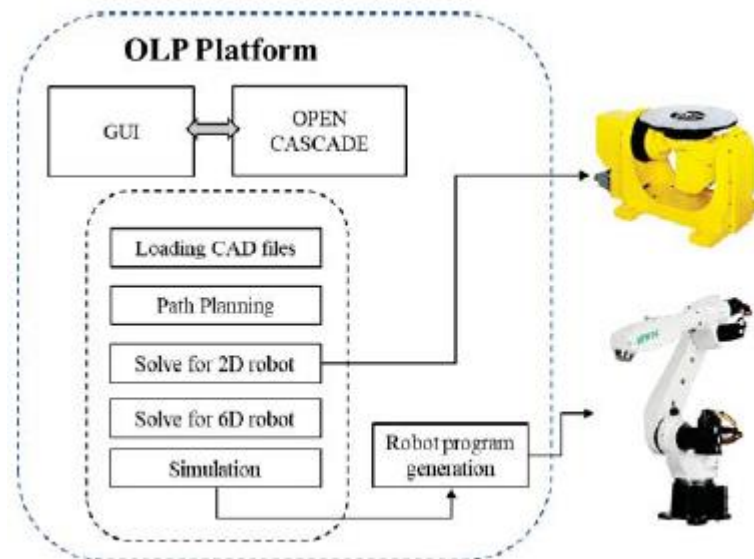 OLP Platform
GUI
OPEN
CASCADE
Loading CAD files
Path Planning
Solve for 2D robot
Solve for 6D robot
Simulation
Robot program
generation